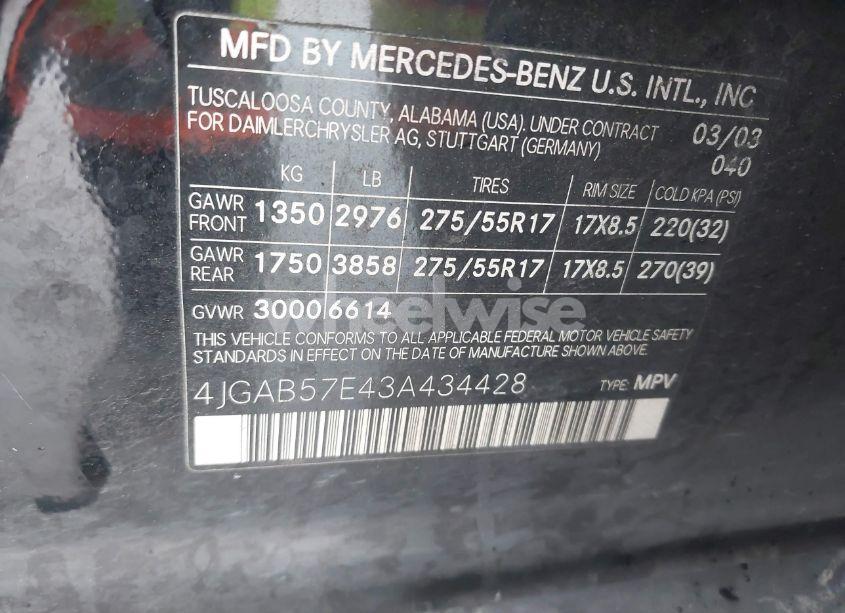 MFD BY MERCEDES-BENZ U.S. INTL., INC
TUSCALOOSA COUNTY, ALABAMA (USA). UNDER CONTRACT 03/03
FOR DAIMLERCHRYSLER AG, STUTTGART (GERMANY) 040
KG LB TIRES RIM SIZE COLD KPA (PSI)
GAWR FRONT 1350 2976 275/55R17 17X8.5 220(32)
GAWR REAR 1750 3858 275/55R17 17X8.5 270(39)
GVWR 3000 6614
wheelwise
THIS VEHICLE CONFORMS TO ALL APPLICABLE FEDERAL MOTOR VEHICLE SAFETY
STANDARDS IN EFFECT ON THE DATE OF MANUFACTURE SHOWN ABOVE.
4JGAB57E43A434428 TYPE: MPV